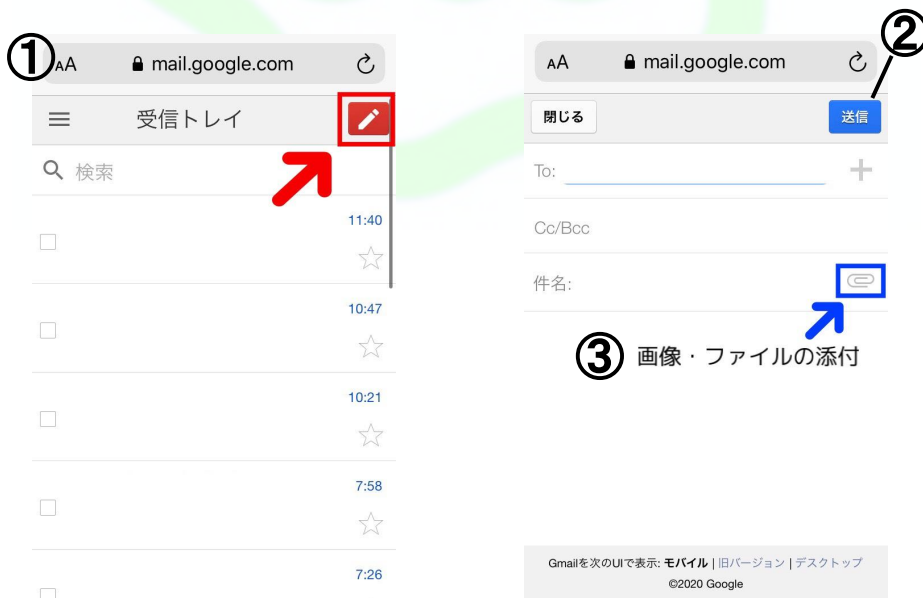 ①
AA mail.google.com
受信トレイ
検索
11:40
10:47
10:21
7:58
7:26
②
AA mail.google.com
閉じる 送信
To:
Cc/Bcc
件名:
③ 画像・ファイルの添付
Gmailを次のUIで表示: モバイル | 旧バージョン | デスクトップ
©2020 Google